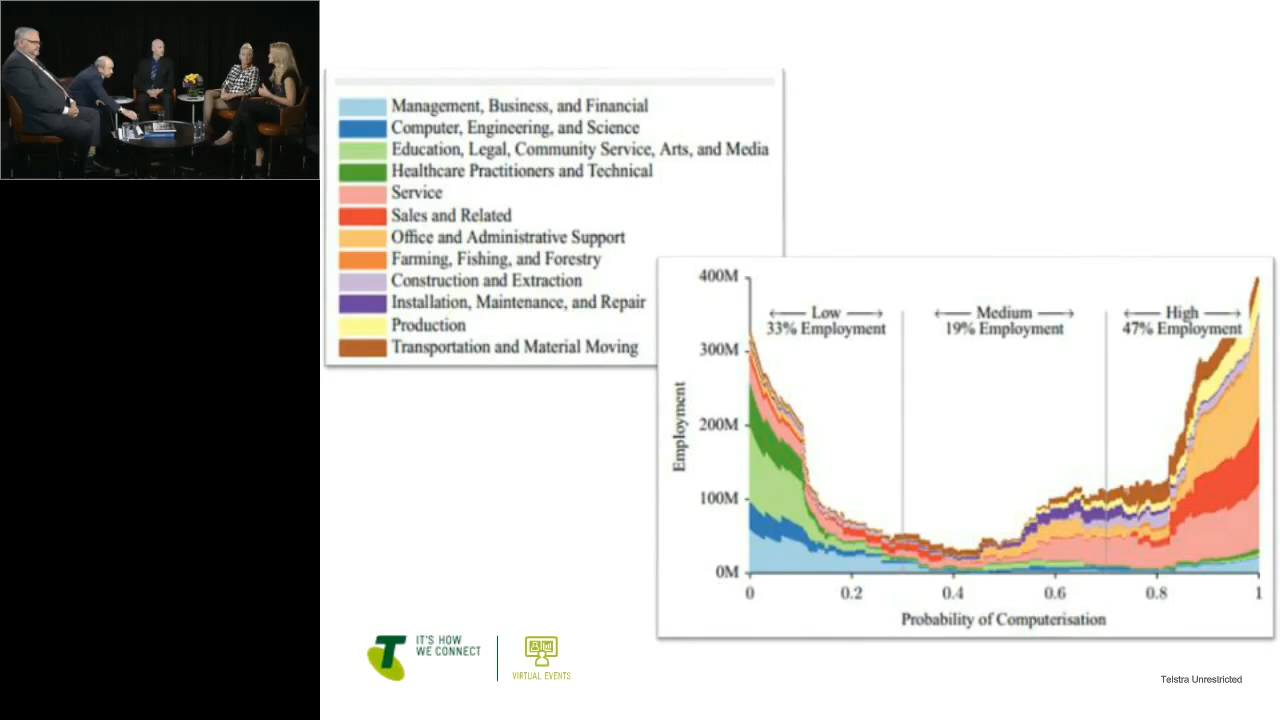 Management, Business, and Financial
Computer, Engineering, and Science
Education, Legal, Community Service, Arts, and Media
Healthcare Practitioners and Technical
Service
Sales and Related
Office and Administrative Support
Farming, Fishing, and Forestry
Construction and Extraction
Installation, Maintenance, and Repair
Production
Transportation and Material Moving
400M
300M
200M
100M
0M
Employment
Low
33% Employment
Medium
19% Employment
High
47% Employment
0 0.2 0.4 0.6 0.8 1
Probability of Computerisation
T
IT'S HOW
WE CONNECT
VIRTUAL EVENTS
Telstra Unrestricted